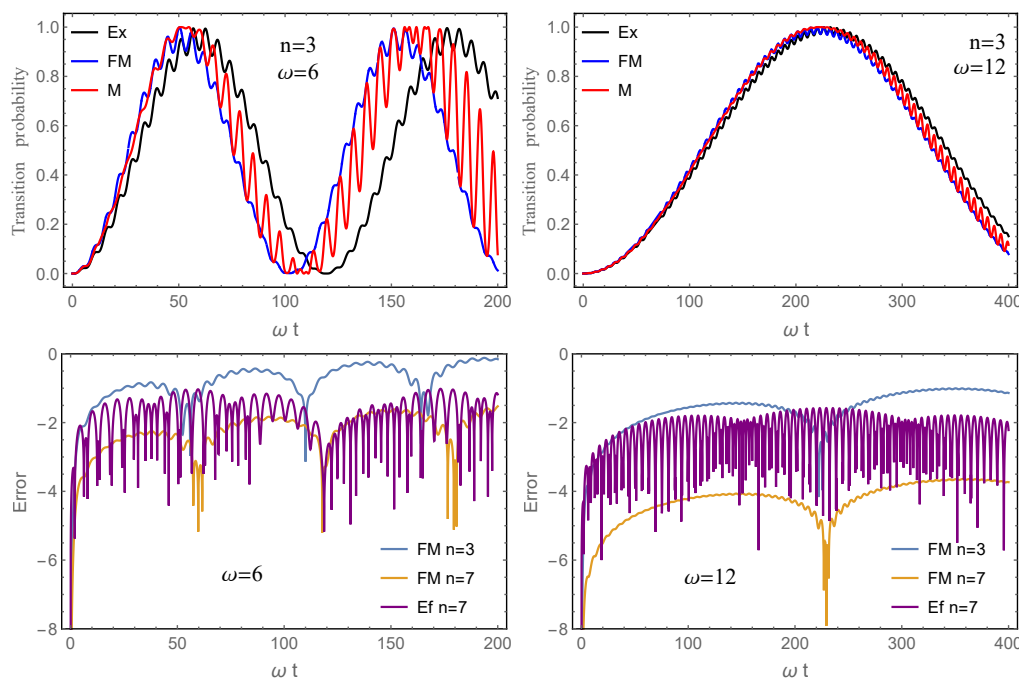 Ex
FM
M
n=3
ω=6
Transition probability
1.0
0.8
0.6
0.4
0.2
0.0
0
50
100
150
200
ω t
Ex
FM
M
n=3
ω=12
Transition probability
1.0
0.8
0.6
0.4
0.2
0.0
0
100
200
300
400
ω t
Error
0
−2
−4
−6
−8
ω=6
FM n=3
FM n=7
Ef n=7
0
50
100
150
200
ω t
Error
0
−2
−4
−6
−8
ω=12
FM n=3
FM n=7
Ef n=7
0
100
200
300
400
ω t